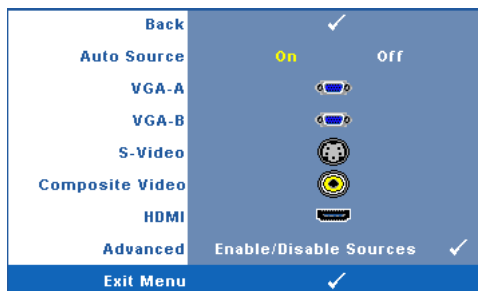 Back
Auto Source On Off
VGA-A
VGA-B
S-Video
Composite Video
HDMI
Advanced Enable/Disable Sources
Exit Menu